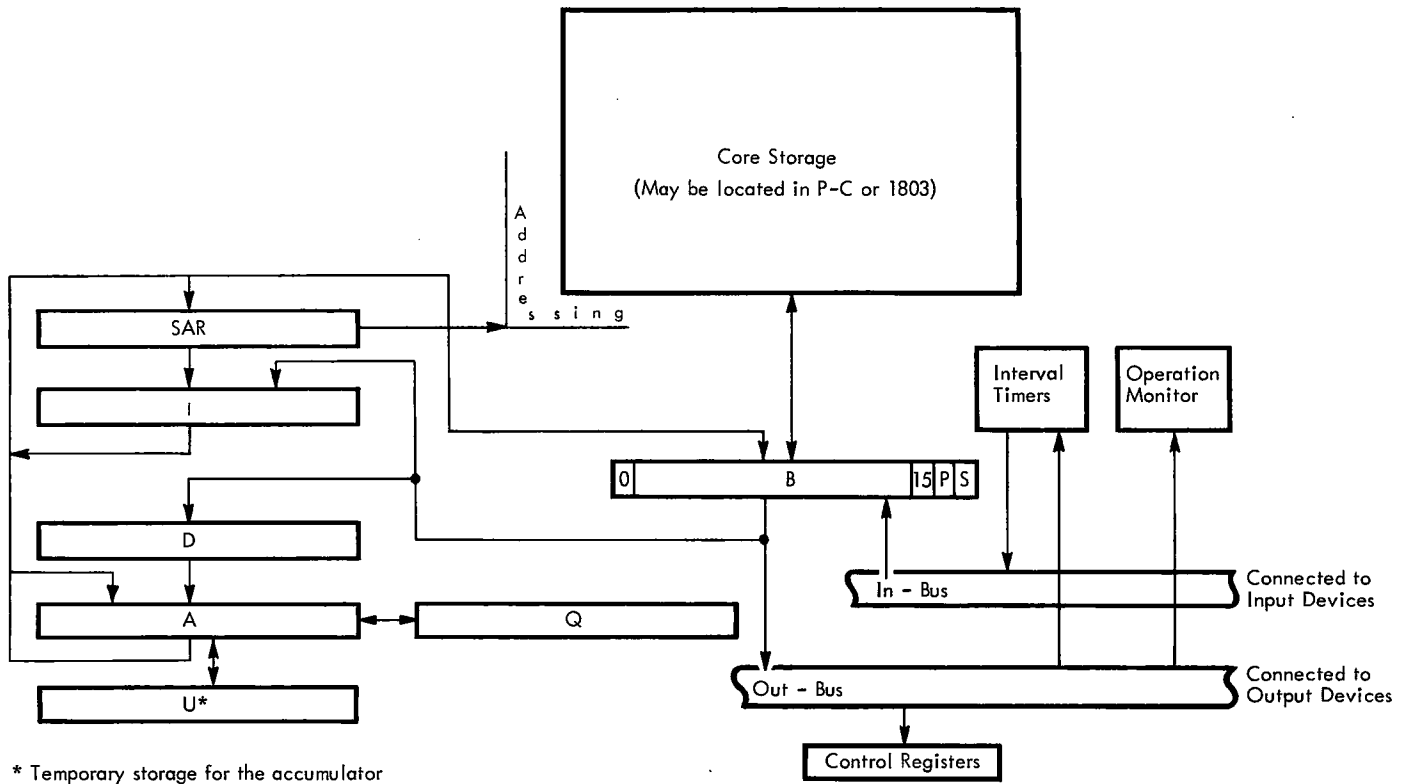 Core Storage
(May be located in P-C or 1803)
Addressing
SAR
I
Interval
Timers
Operation
Monitor
0 B 15 P S
D
In - Bus
Connected to
Input Devices
A
Q
Out - Bus
Connected to
Output Devices
U*
Control Registers
* Temporary storage for the accumulator